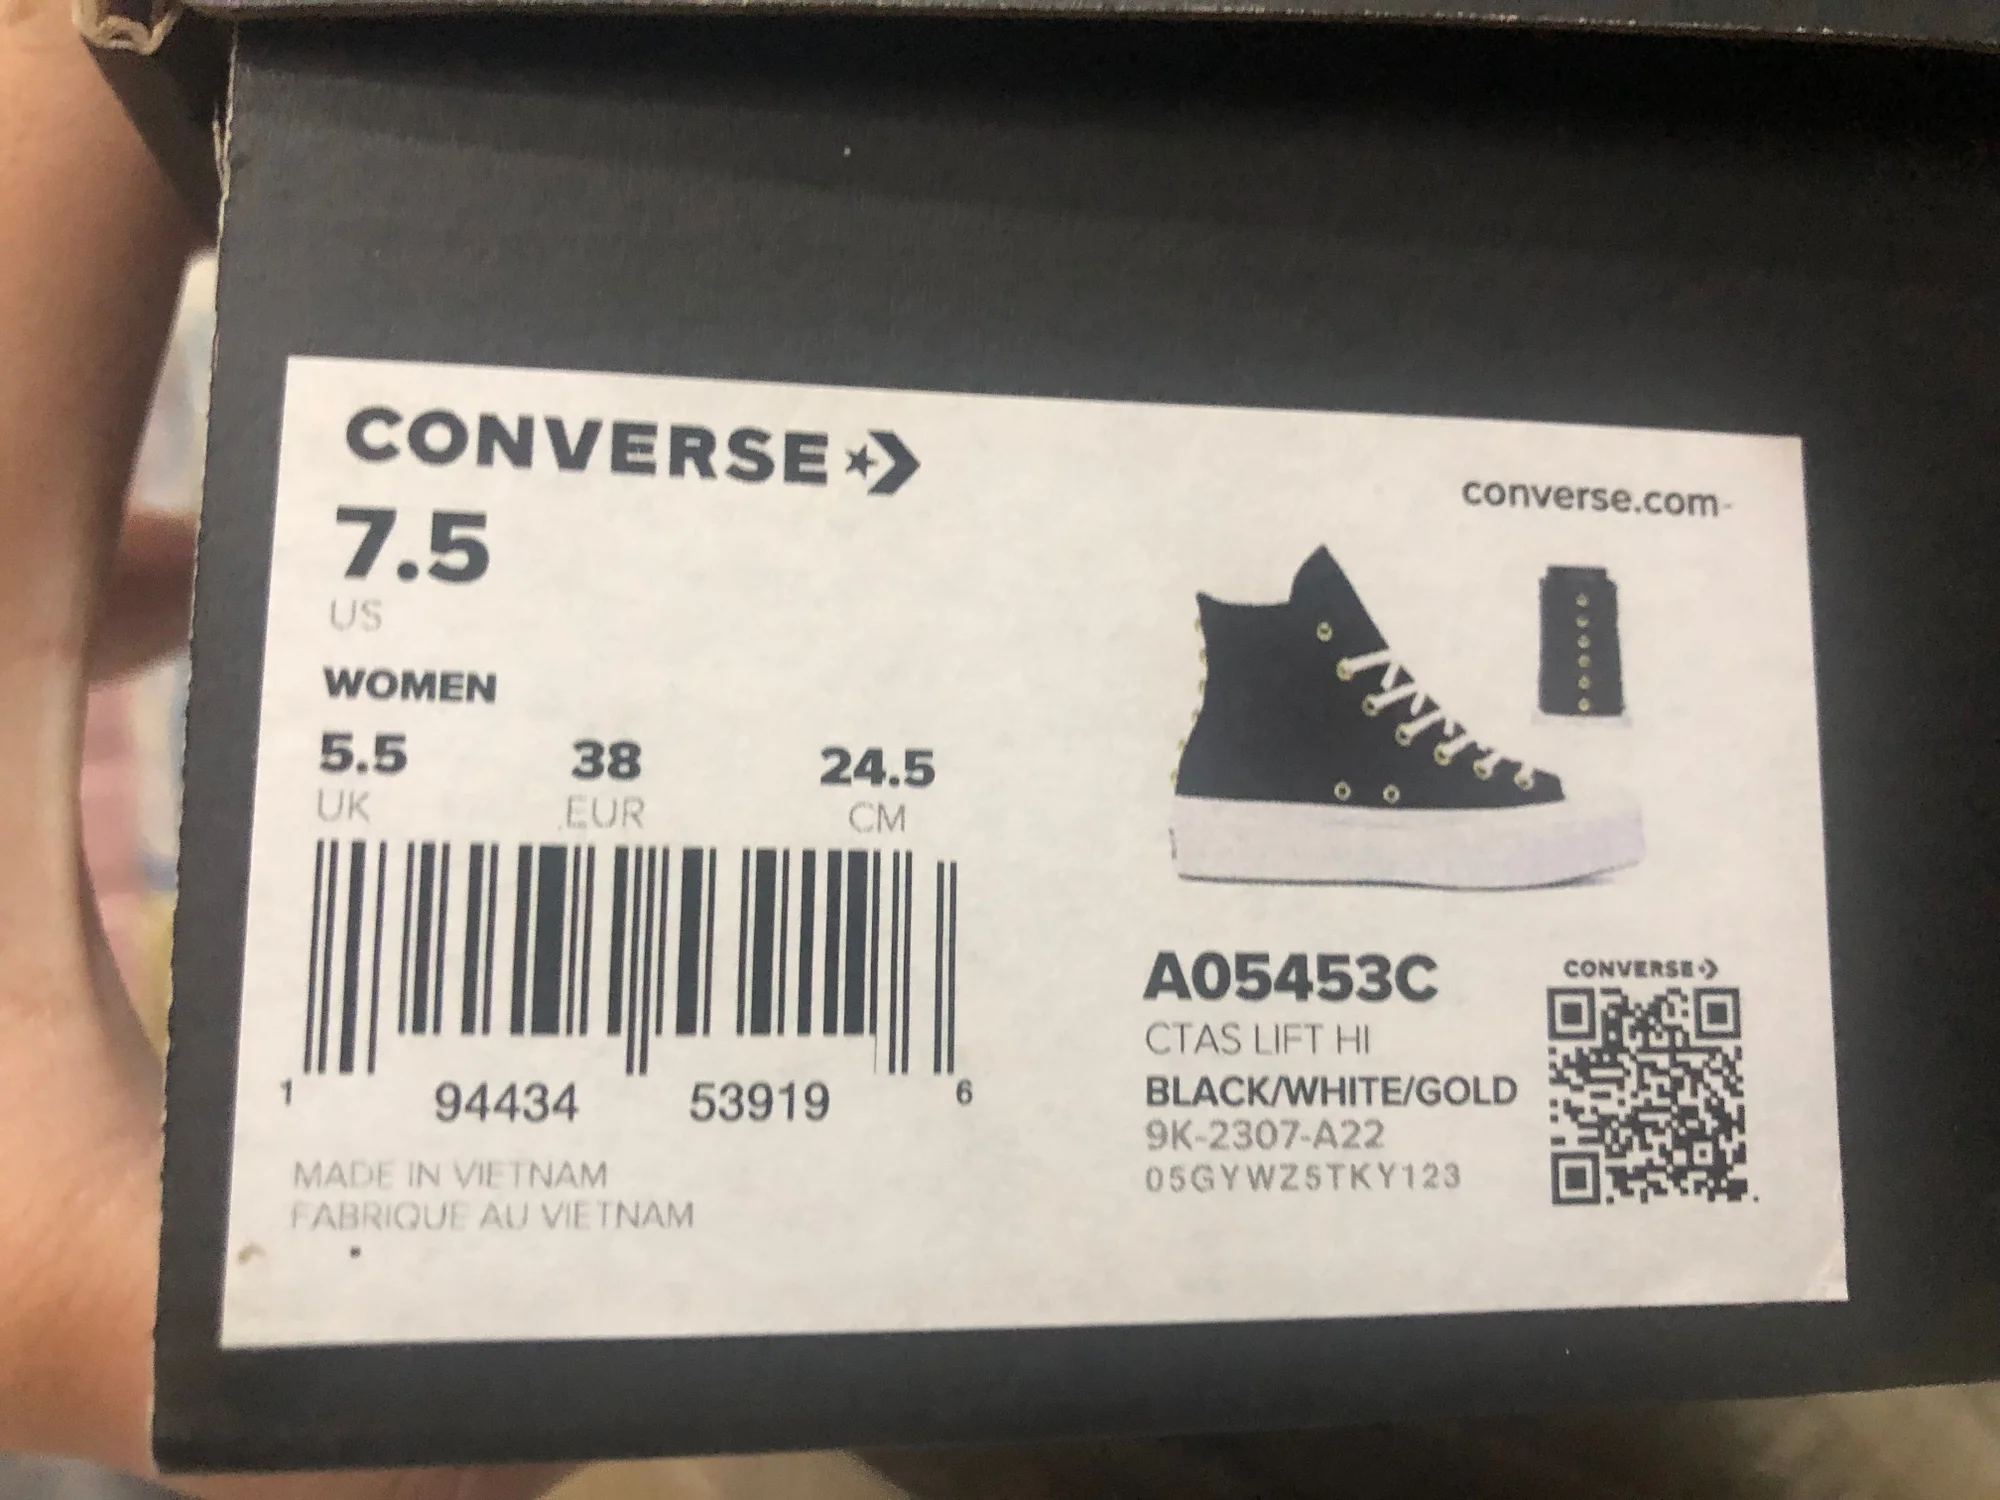 CONVERSE
converse.com
7.5
US
WOMEN
5.5 38 24.5
UK EUR CM
1 94434 53919 6
MADE IN VIETNAM
FABRIQUE AU VIETNAM
A05453C
CTAS LIFT HI
BLACK/WHITE/GOLD
9K-2307-A22
05GYWZ5TKY123
CONVERSE